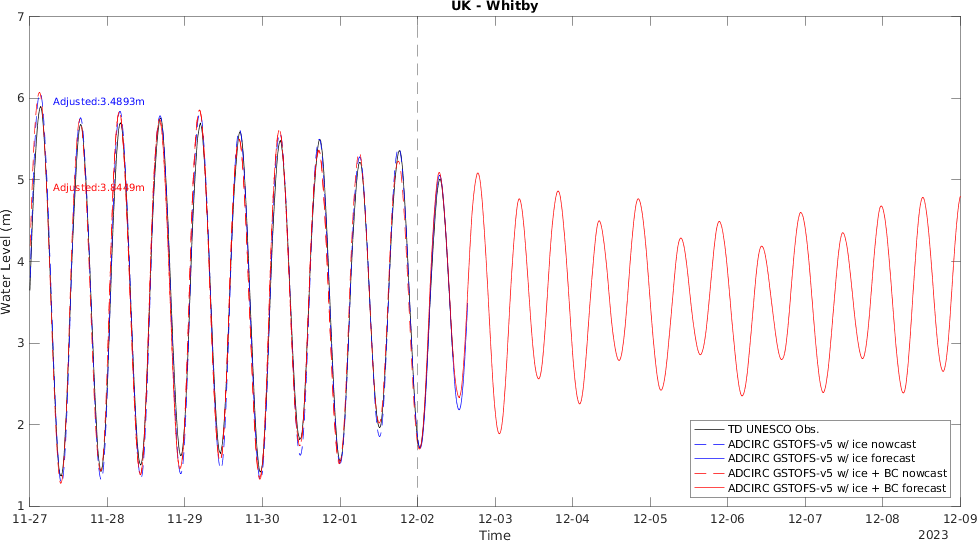 UK - Whitby
7
6
5
4
3
2
1
Water Level (m)
Adjusted:3.4893m
Adjusted:3.8449m
TD UNESCO Obs.
ADCIRC GSTOFS-v5 w/ ice nowcast
ADCIRC GSTOFS-v5 w/ ice forecast
ADCIRC GSTOFS-v5 w/ ice + BC nowcast
ADCIRC GSTOFS-v5 w/ ice + BC forecast
11-27 11-28 11-29 11-30 12-01 12-02 12-03 12-04 12-05 12-06 12-07 12-08 12-09
Time
2023